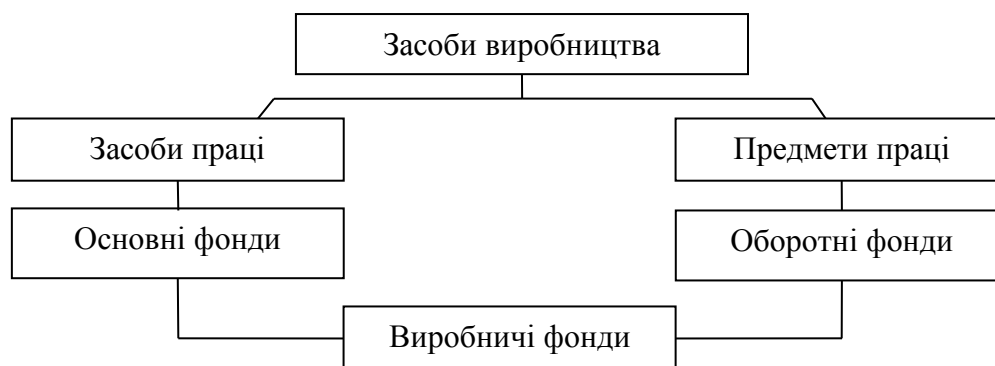 Засоби виробництва
Засоби праці
Предмети праці
Основні фонди
Оборотні фонди
Виробничі фонди